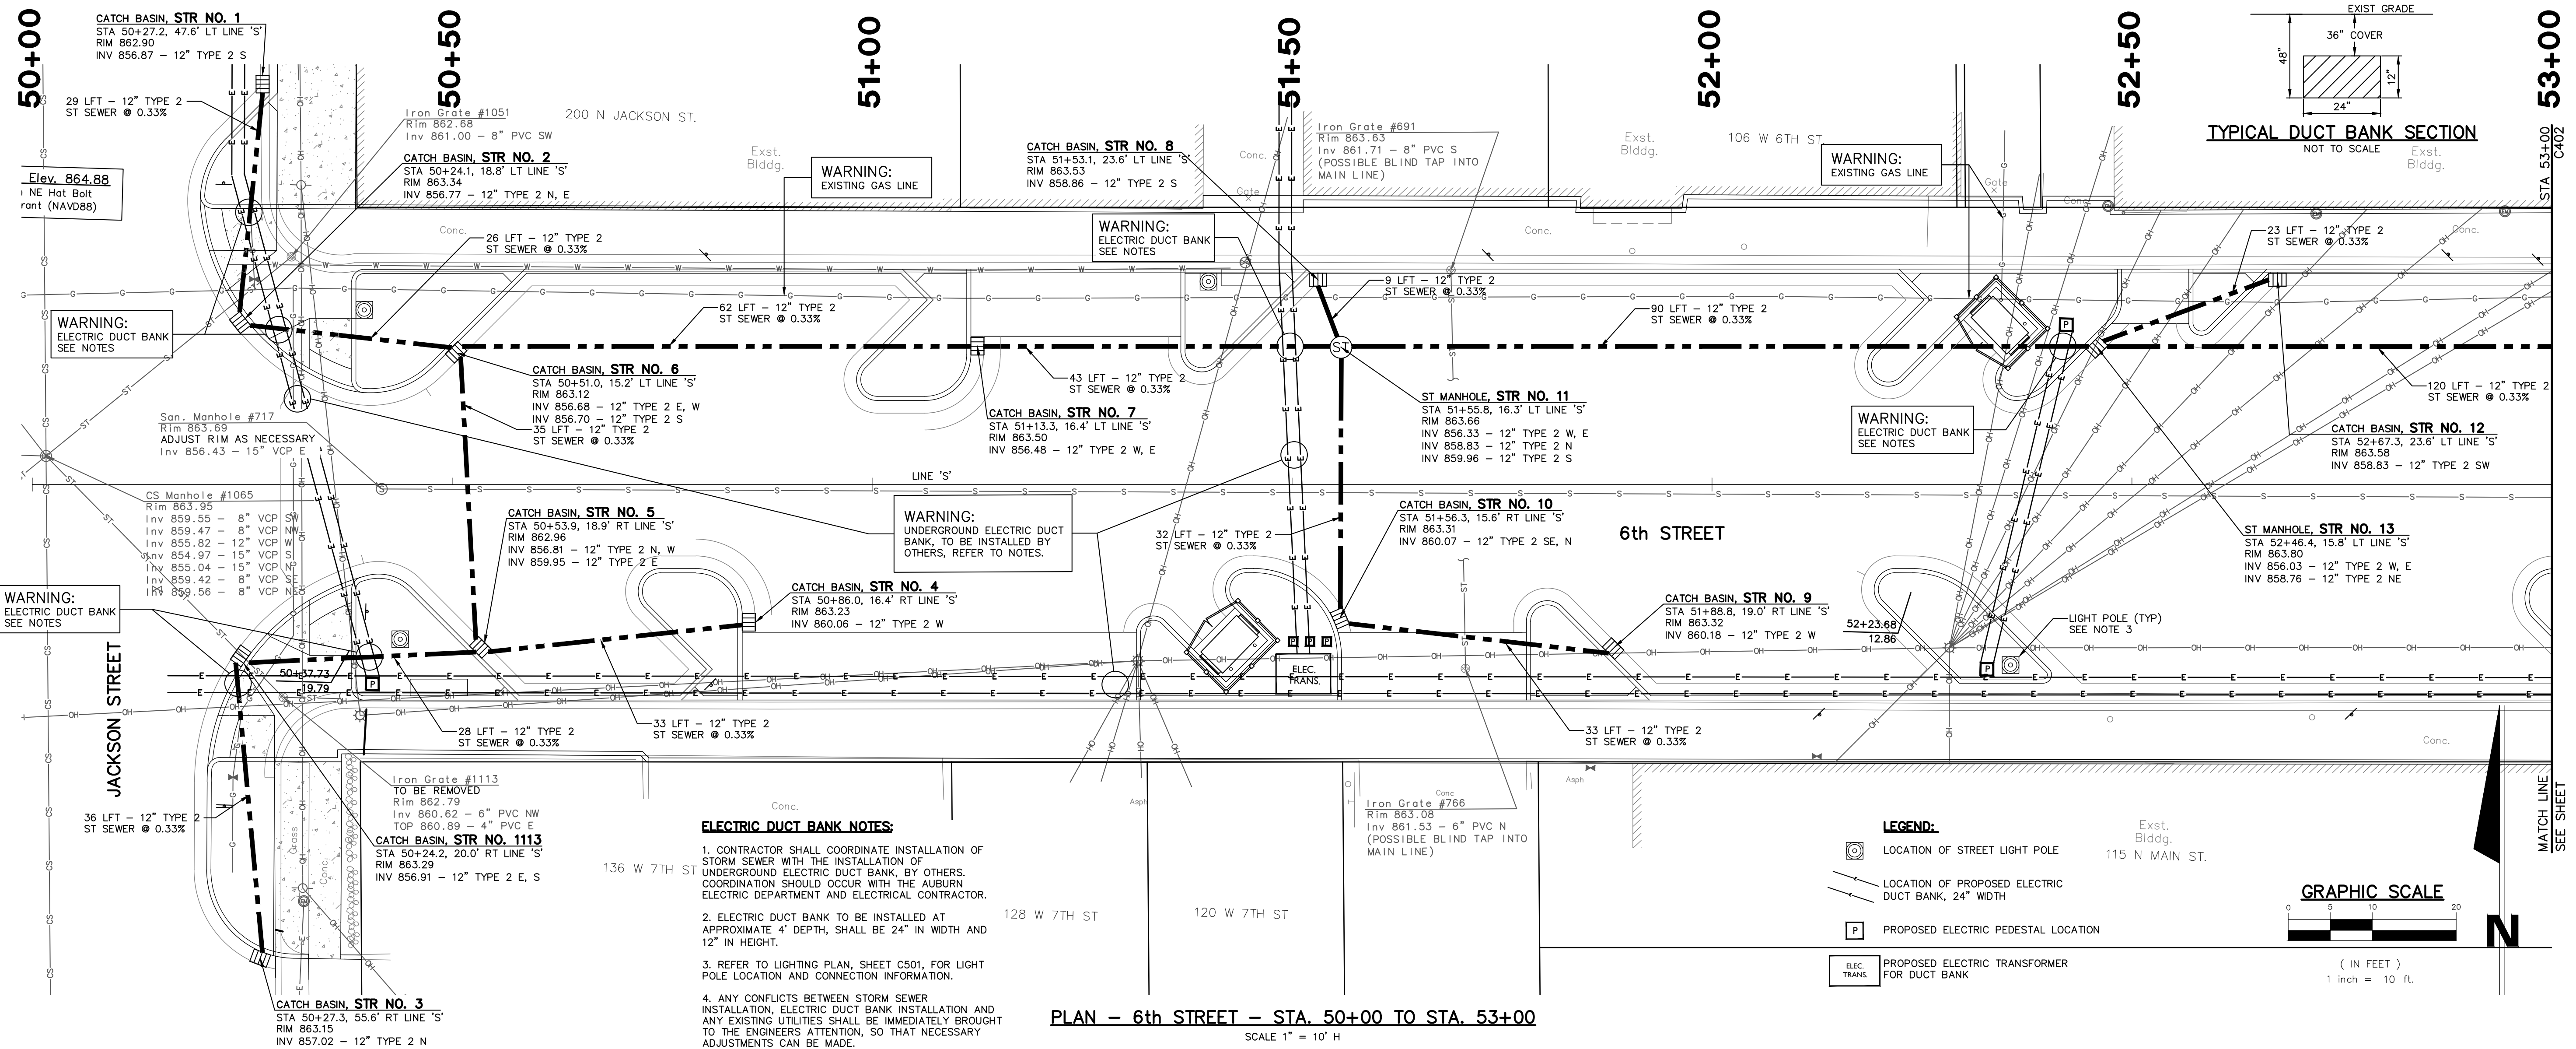 50+00
50+50
51+00
51+50
52+00
52+50
53+00
CATCH BASIN, STR NO. 1
STA 50+27.2, 47.6' LT LINE 'S'
RIM 862.90
INV 856.87 – 12" TYPE 2 S
29 LFT – 12" TYPE 2
ST SEWER @ 0.33%
Elev. 864.88
NE Hat Bolt
rant (NAVD88)
Iron Grate #1051
Rim 862.68
Inv 861.00 – 8" PVC SW
200 N JACKSON ST.
CATCH BASIN, STR NO. 2
STA 50+24.1, 18.8' LT LINE 'S'
RIM 863.34
INV 856.77 – 12" TYPE 2 N, E
Exst.
Bldg.
WARNING:
EXISTING GAS LINE
CATCH BASIN, STR NO. 8
STA 51+53.1, 23.6' LT LINE 'S'
RIM 863.53
INV 858.86 – 12" TYPE 2 S
Conc.
Gate
Iron Grate #691
Rim 863.63
Inv 861.71 – 8" PVC S
(POSSIBLE BLIND TAP INTO
MAIN LINE)
Exst.
Bldg.
106 W 6TH ST.
WARNING:
EXISTING GAS LINE
Gate
Conc.
EXIST GRADE
36" COVER
48"
12"
24"
TYPICAL DUCT BANK SECTION
NOT TO SCALE
Exst.
Bldg.
STA 53+00
C402
WARNING:
ELECTRIC DUCT BANK
SEE NOTES
Conc.
26 LFT – 12" TYPE 2
ST SEWER @ 0.33%
WARNING:
ELECTRIC DUCT BANK
SEE NOTES
Conc.
23 LFT – 12" TYPE 2
ST SEWER @ 0.33%
Conc.
62 LFT – 12" TYPE 2
ST SEWER @ 0.33%
9 LFT – 12" TYPE 2
ST SEWER @ 0.33%
90 LFT – 12" TYPE 2
ST SEWER @ 0.33%
ST
P
CATCH BASIN, STR NO. 6
STA 50+51.0, 15.2' LT LINE 'S'
RIM 863.12
INV 856.68 – 12" TYPE 2 E, W
INV 856.70 – 12" TYPE 2 S
35 LFT – 12" TYPE 2
ST SEWER @ 0.33%
43 LFT – 12" TYPE 2
ST SEWER @ 0.33%
CATCH BASIN, STR NO. 7
STA 51+13.3, 16.4' LT LINE 'S'
RIM 863.50
INV 856.48 – 12" TYPE 2 W, E
ST MANHOLE, STR NO. 11
STA 51+55.8, 16.3' LT LINE 'S'
RIM 863.66
INV 856.33 – 12" TYPE 2 W, E
INV 858.83 – 12" TYPE 2 N
INV 859.96 – 12" TYPE 2 S
WARNING:
ELECTRIC DUCT BANK
SEE NOTES
120 LFT – 12" TYPE 2
ST SEWER @ 0.33%
CATCH BASIN, STR NO. 12
STA 52+67.3, 23.6' LT LINE 'S'
RIM 863.58
INV 858.83 – 12" TYPE 2 SW
San. Manhole #717
Rim 863.69
ADJUST RIM AS NECESSARY
Inv 856.43 – 15" VCP E
LINE 'S'
CS Manhole #1065
Rim 863.95
Inv 859.55 – 8" VCP SW
Inv 859.47 – 8" VCP NW
Inv 855.82 – 12" VCP W
Inv 854.97 – 15" VCP S
Inv 855.04 – 15" VCP N
Inv 859.42 – 8" VCP SE
Inv 859.56 – 8" VCP NE
CATCH BASIN, STR NO. 5
STA 50+53.9, 18.9' RT LINE 'S'
RIM 862.96
INV 856.81 – 12" TYPE 2 N, W
INV 859.95 – 12" TYPE 2 E
WARNING:
UNDERGROUND ELECTRIC DUCT
BANK, TO BE INSTALLED BY
OTHERS, REFER TO NOTES.
32 LFT – 12" TYPE 2
ST SEWER @ 0.33%
CATCH BASIN, STR NO. 10
STA 51+56.3, 15.6' RT LINE 'S'
RIM 863.31
INV 860.07 – 12" TYPE 2 SE, N
6th STREET
ST MANHOLE, STR NO. 13
STA 52+46.4, 15.8' LT LINE 'S'
RIM 863.80
INV 856.03 – 12" TYPE 2 W, E
INV 858.76 – 12" TYPE 2 NE
WARNING:
ELECTRIC DUCT BANK
SEE NOTES
CATCH BASIN, STR NO. 4
STA 50+86.0, 16.4' RT LINE 'S'
RIM 863.23
INV 860.06 – 12" TYPE 2 W
CATCH BASIN, STR NO. 9
STA 51+88.8, 19.0' RT LINE 'S'
RIM 863.32
INV 860.18 – 12" TYPE 2 W
52+23.68
12.86
LIGHT POLE (TYP)
SEE NOTE 3
50+37.73
19.79
P
P P P
ELEC.
TRANS.
P
JACKSON STREET
28 LFT – 12" TYPE 2
ST SEWER @ 0.33%
33 LFT – 12" TYPE 2
ST SEWER @ 0.33%
33 LFT – 12" TYPE 2
ST SEWER @ 0.33%
Conc.
Iron Grate #1113
TO BE REMOVED
Rim 862.79
Inv 860.62 – 6" PVC NW
TOP 860.89 – 4" PVC E
36 LFT – 12" TYPE 2
ST SEWER @ 0.33%
CATCH BASIN, STR NO. 1113
STA 50+24.2, 20.0' RT LINE 'S'
RIM 863.29
INV 856.91 – 12" TYPE 2 E, S
Grass
Conc.
Conc.
Asph
Conc
Asph
Iron Grate #766
Rim 863.08
Inv 861.53 – 6" PVC N
(POSSIBLE BLIND TAP INTO
MAIN LINE)
136 W 7TH ST
128 W 7TH ST
120 W 7TH ST
ELECTRIC DUCT BANK NOTES:
1. CONTRACTOR SHALL COORDINATE INSTALLATION OF
STORM SEWER WITH THE INSTALLATION OF
UNDERGROUND ELECTRIC DUCT BANK, BY OTHERS.
COORDINATION SHOULD OCCUR WITH THE AUBURN
ELECTRIC DEPARTMENT AND ELECTRICAL CONTRACTOR.
2. ELECTRIC DUCT BANK TO BE INSTALLED AT
APPROXIMATE 4' DEPTH, SHALL BE 24" IN WIDTH AND
12" IN HEIGHT.
3. REFER TO LIGHTING PLAN, SHEET C501, FOR LIGHT
POLE LOCATION AND CONNECTION INFORMATION.
4. ANY CONFLICTS BETWEEN STORM SEWER
INSTALLATION, ELECTRIC DUCT BANK INSTALLATION AND
ANY EXISTING UTILITIES SHALL BE IMMEDIATELY BROUGHT
TO THE ENGINEERS ATTENTION, SO THAT NECESSARY
ADJUSTMENTS CAN BE MADE.
CATCH BASIN, STR NO. 3
STA 50+27.3, 55.6' RT LINE 'S'
RIM 863.15
INV 857.02 – 12" TYPE 2 N
PLAN – 6th STREET – STA. 50+00 TO STA. 53+00
SCALE 1" = 10' H
LEGEND:
LOCATION OF STREET LIGHT POLE
LOCATION OF PROPOSED ELECTRIC
DUCT BANK, 24" WIDTH
P
PROPOSED ELECTRIC PEDESTAL LOCATION
ELEC.
TRANS.
PROPOSED ELECTRIC TRANSFORMER
FOR DUCT BANK
Exst.
Bldg.
115 N MAIN ST.
MATCH LINE
SEE SHEET
GRAPHIC SCALE
0 5 10 20
( IN FEET )
1 inch = 10 ft.
N